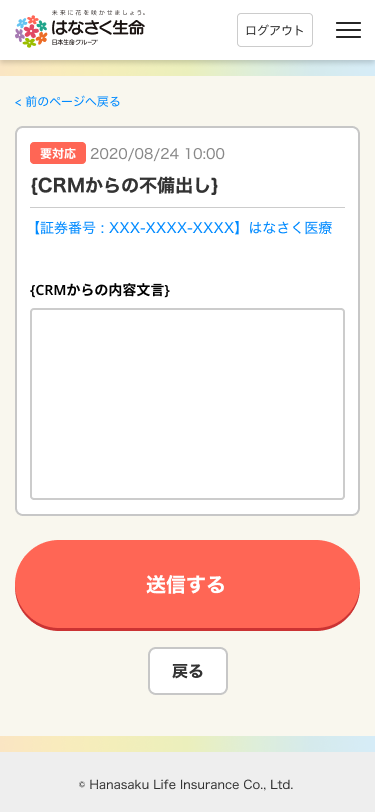 未来に花を咲かせましょう。
はなさく生命
日本生命グループ
ログアウト
< 前のページへ戻る
要対応 2020/08/24 10:00
{CRMからの不備出し}
【証券番号 : XXX-XXXX-XXXX】はなさく医療
{CRMからの内容文言}
送信する
戻る
© Hanasaku Life Insurance Co., Ltd.